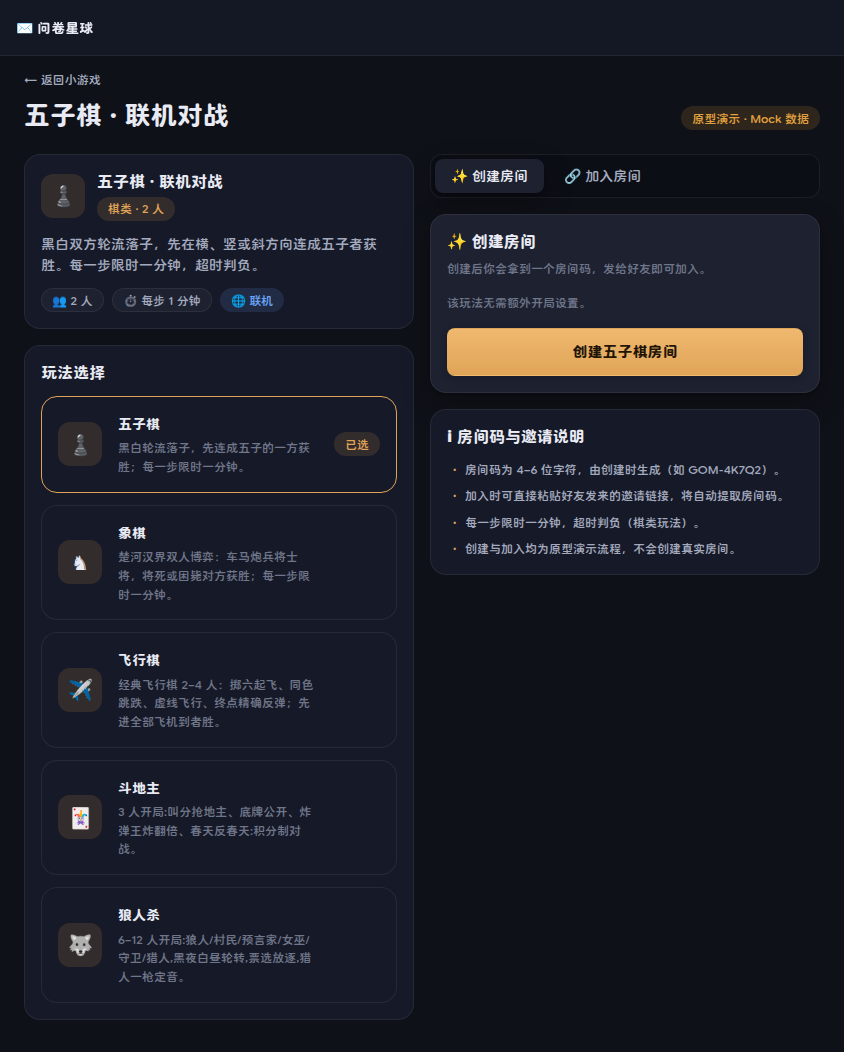 问卷星球
← 返回小游戏
五子棋 · 联机对战
原型演示 · Mock 数据
五子棋 · 联机对战
棋类 · 2 人
黑白双方轮流落子，先在横、竖或斜方向连成五子者获
胜。每一步限时一分钟，超时判负。
2 人
每步 1 分钟
联机
玩法选择
五子棋
黑白轮流落子，先连成五子的一方获
胜；每一步限时一分钟。
已选
象棋
楚河汉界双人博弈：车马炮兵将士
将，将死或困毙对方获胜；每一步限
时一分钟。
飞行棋
经典飞行棋 2–4 人：掷六起飞、同色
跳跃、虚线飞行、终点精确反弹；先
进全部飞机到者胜。
斗地主
3 人开局:叫分抢地主、底牌公开、炸
弹王炸翻倍、春天反春天:积分制对
战。
狼人杀
6–12 人开局:狼人/村民/预言家/女巫/
守卫/猎人,黑夜白昼轮转,票选放逐,猎
人一枪定音。
创建房间
加入房间
创建房间
创建后你会拿到一个房间码，发给好友即可加入。
该玩法无需额外开局设置。
创建五子棋房间
ℹ 房间码与邀请说明
· 房间码为 4–6 位字符，由创建时生成（如 GOM-4K7Q2）。
· 加入时可直接粘贴好友发来的邀请链接，将自动提取房间码。
· 每一步限时一分钟，超时判负（棋类玩法）。
· 创建与加入均为原型演示流程，不会创建真实房间。